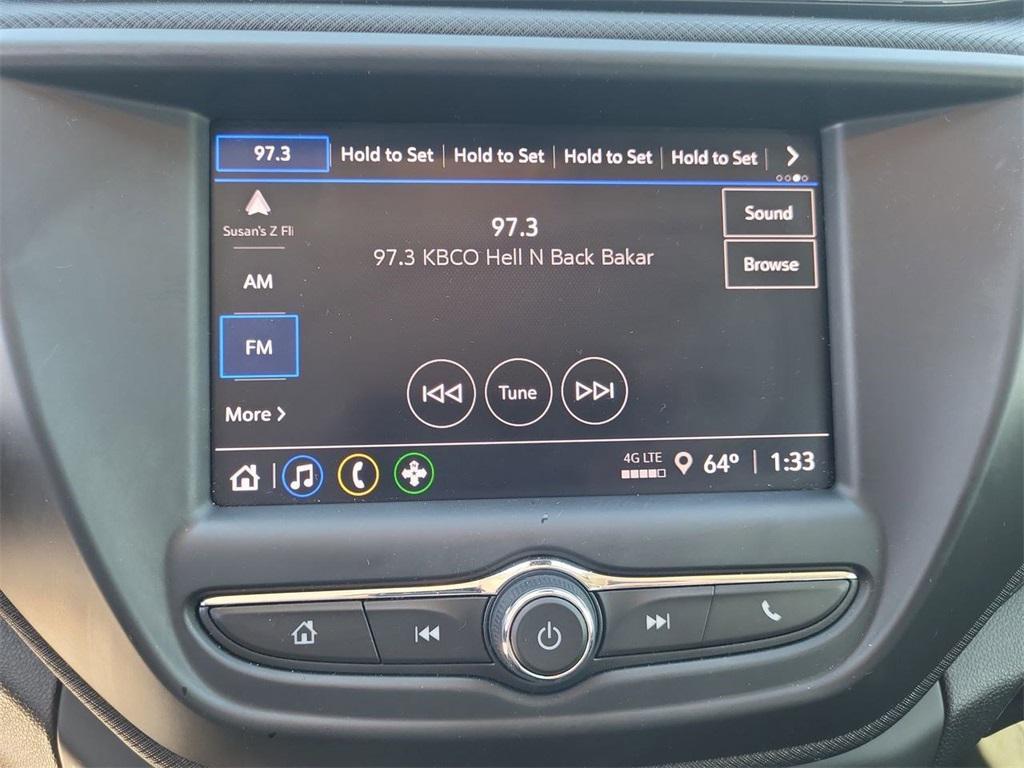 97.3 Hold to Set Hold to Set Hold to Set Hold to Set
Susan's Z Fli
AM
FM
More
97.3
97.3 KBCO Hell N Back Bakar
Sound
Browse
Tune
4G LTE
64° 1:33